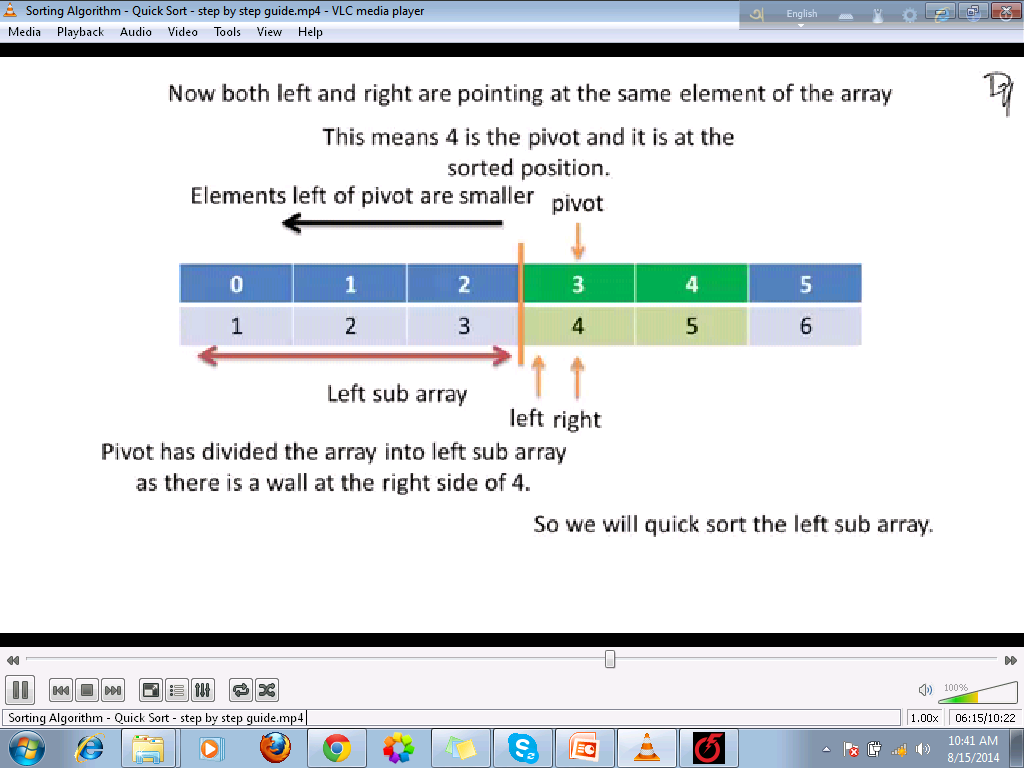 Sorting Algorithm - Quick Sort - step by step guide.mp4 - VLC media player
English
Media Playback Audio Video Tools View Help
Now both left and right are pointing at the same element of the array
This means 4 is the pivot and it is at the
sorted position.
Elements left of pivot are smaller
pivot
0 1 2 3 4 5
1 2 3 4 5 6
Left sub array
left right
Pivot has divided the array into left sub array
as there is a wall at the right side of 4.
So we will quick sort the left sub array.
100%
Sorting Algorithm - Quick Sort - step by step guide.mp4
1.00x 06:15/10:22
10:41 AM
8/15/2014